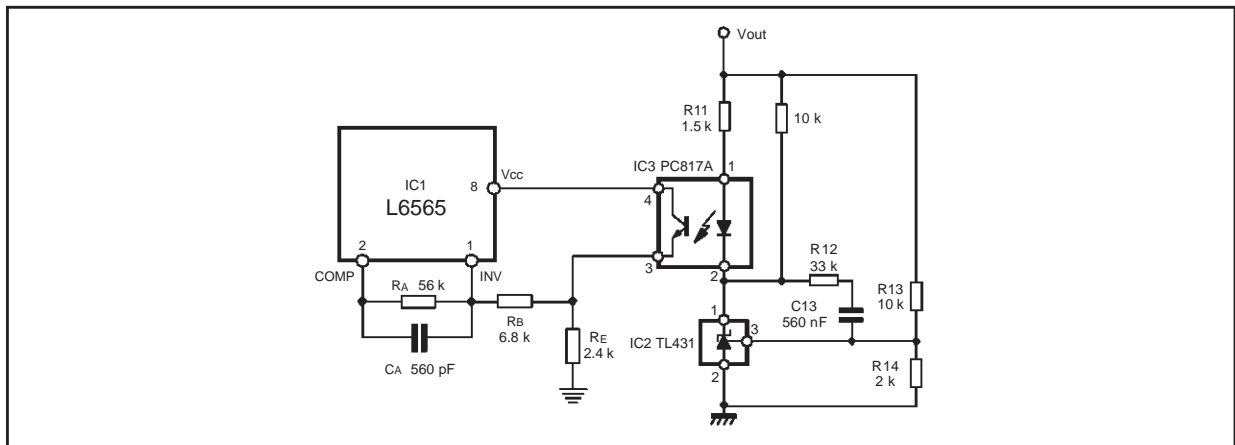 Vout
R11
1.5 k
10 k
IC3 PC817A
1
IC1
L6565
8
Vcc
4
3
2
2
1
COMP
INV
RA 56 k
CA 560 pF
RB
6.8 k
RE
2.4 k
R12
33 k
C13
560 nF
R13
10 k
1
3
IC2 TL431
2
R14
2 k